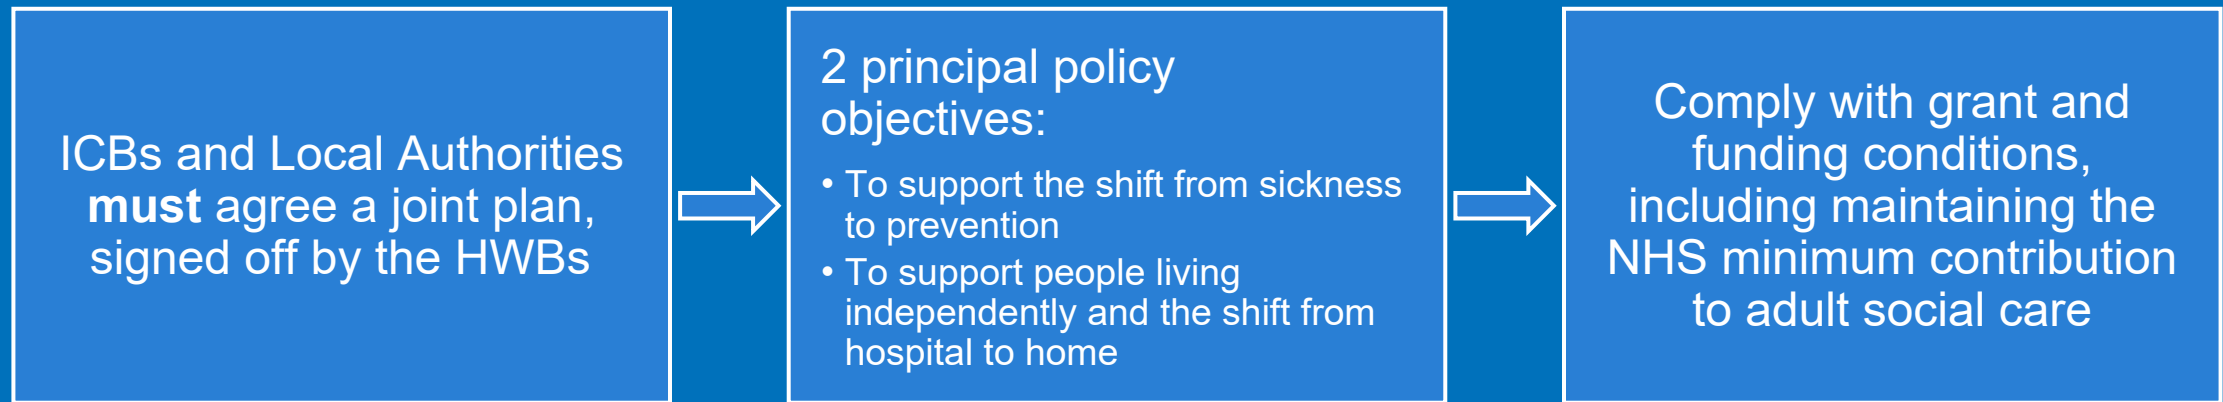 ICBs and Local Authorities
must agree a joint plan,
signed off by the HWBs
2 principal policy
objectives:
• To support the shift from sickness
to prevention
• To support people living
independently and the shift from
hospital to home
Comply with grant and
funding conditions,
including maintaining the
NHS minimum contribution
to adult social care